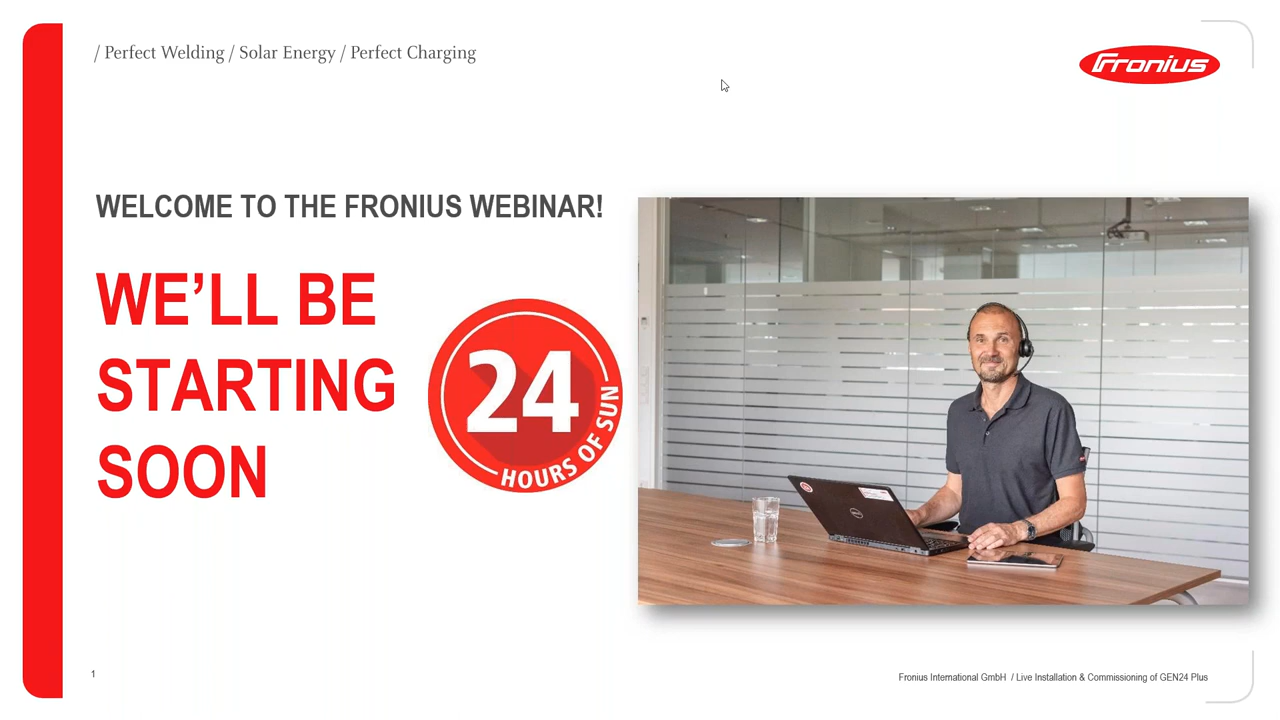 / Perfect Welding / Solar Energy / Perfect Charging
Fronius
WELCOME TO THE FRONIUS WEBINAR!
WE’LL BE
STARTING
SOON
24
HOURS OF SUN
DELL
1
Fronius International GmbH / Live Installation & Commissioning of GEN24 Plus